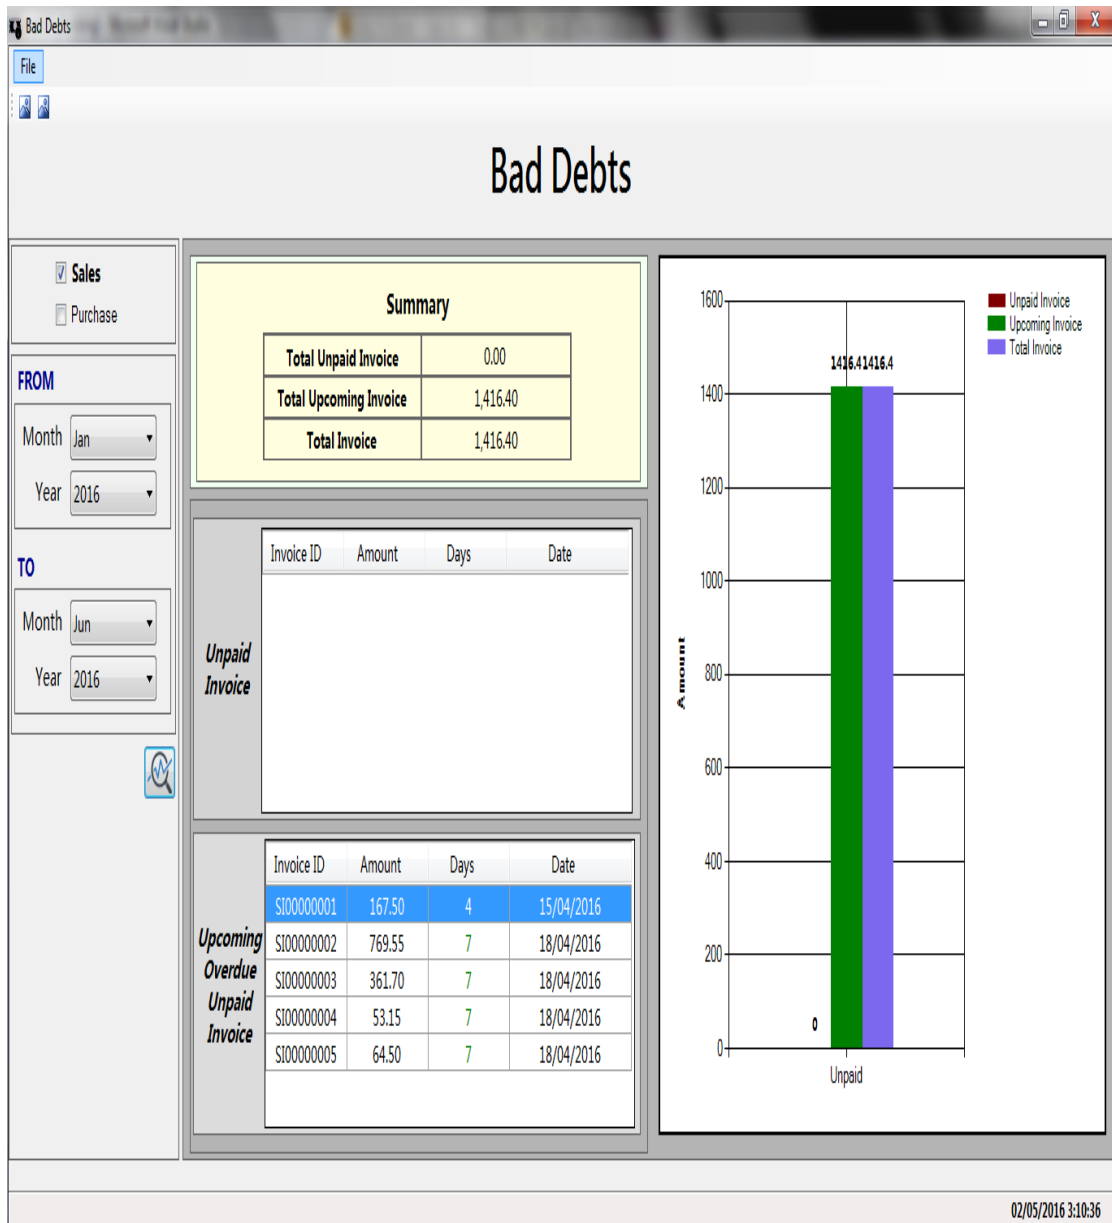 Bad Debts
File
Bad Debts
Sales
Purchase
FROM
Month Jan
Year 2016
TO
Month Jun
Year 2016
Summary
Total Unpaid Invoice 0.00
Total Upcoming Invoice 1,416.40
Total Invoice 1,416.40
Unpaid
Invoice
Invoice ID Amount Days Date
Upcoming
Overdue
Unpaid
Invoice
Invoice ID Amount Days Date
SI00000001 167.50 4 15/04/2016
SI00000002 769.55 7 18/04/2016
SI00000003 361.70 7 18/04/2016
SI00000004 53.15 7 18/04/2016
SI00000005 64.50 7 18/04/2016
Unpaid Invoice
Upcoming Invoice
Total Invoice
1416.4 1416.4
1600
1400
1200
1000
800
600
400
200
0
0
Amount
Unpaid
02/05/2016 3:10:36